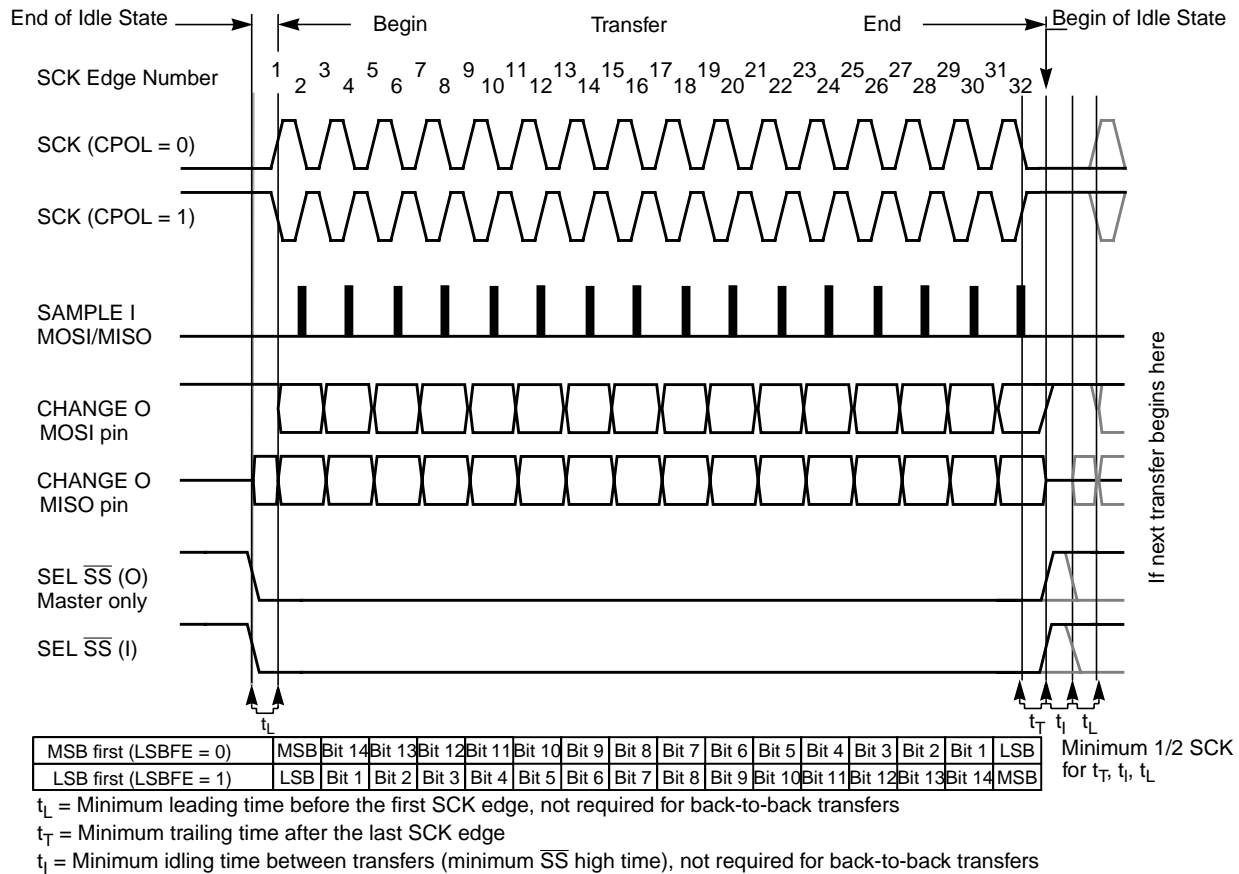 End of Idle State
Begin
Transfer
End
Begin of Idle State
SCK Edge Number
1 3 5 7 9 11 13 15 17 19 21 23 25 27 29 31
2 4 6 8 10 12 14 16 18 20 22 24 26 28 30 32
SCK (CPOL = 0)
SCK (CPOL = 1)
SAMPLE I
MOSI/MISO
CHANGE O
MOSI pin
CHANGE O
MISO pin
SEL SS (O)
Master only
SEL SS (I)
If next transfer begins here
tL
tT tI tL
MSB first (LSBFE = 0) MSB Bit 14 Bit 13 Bit 12 Bit 11 Bit 10 Bit 9 Bit 8 Bit 7 Bit 6 Bit 5 Bit 4 Bit 3 Bit 2 Bit 1 LSB
LSB first (LSBFE = 1) LSB Bit 1 Bit 2 Bit 3 Bit 4 Bit 5 Bit 6 Bit 7 Bit 8 Bit 9 Bit 10 Bit 11 Bit 12 Bit 13 Bit 14 MSB
Minimum 1/2 SCK
for tT, tI, tL
tL = Minimum leading time before the first SCK edge, not required for back-to-back transfers
tT = Minimum trailing time after the last SCK edge
tI = Minimum idling time between transfers (minimum SS high time), not required for back-to-back transfers